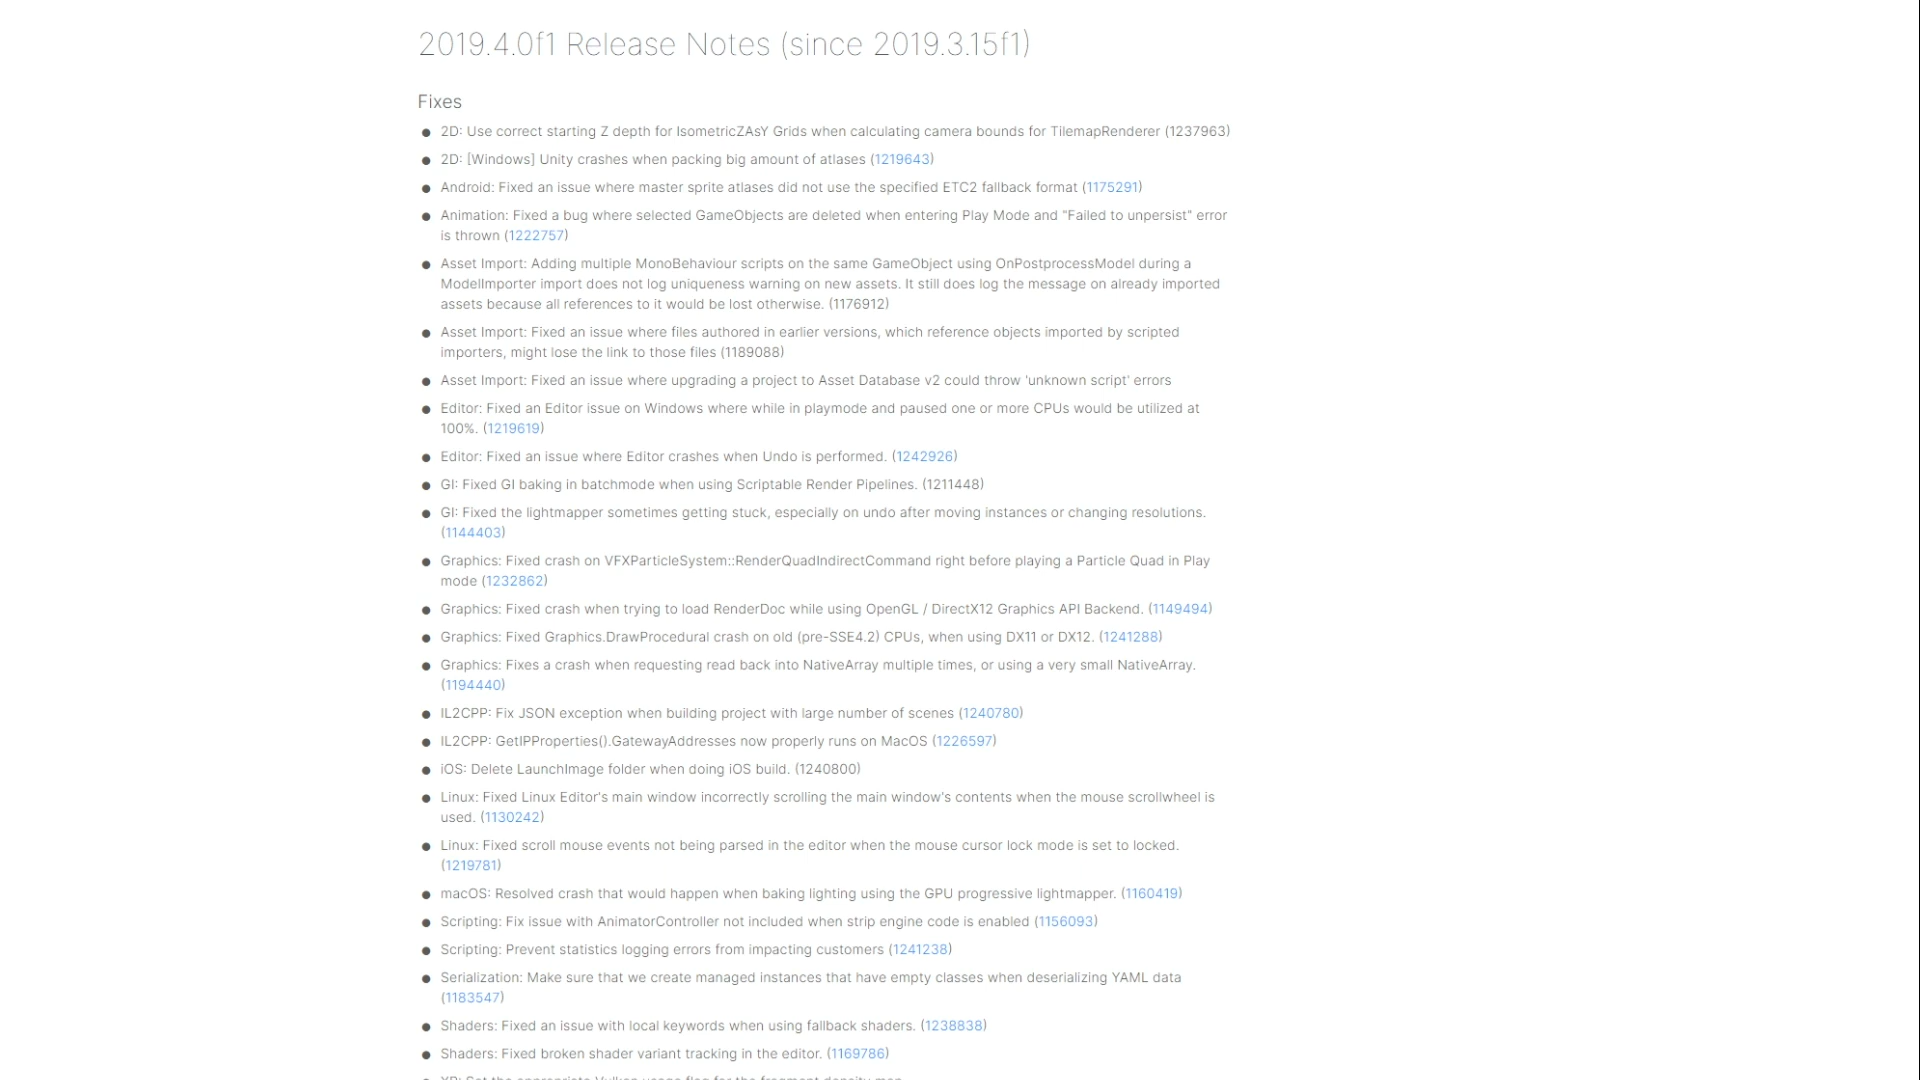 2019.4.0f1 Release Notes (since 2019.3.15f1)
Fixes
2D: Use correct starting Z depth for IsometricZAsY Grids when calculating camera bounds for TilemapRenderer (1237963)
2D: [Windows] Unity crashes when packing big amount of atlases (1219643)
Android: Fixed an issue where master sprite atlases did not use the specified ETC2 fallback format (1175291)
Animation: Fixed a bug where selected GameObjects are deleted when entering Play Mode and "Failed to unpersist" error
is thrown (1222757)
Asset Import: Adding multiple MonoBehaviour scripts on the same GameObject using OnPostprocessModel during a
ModelImporter import does not log uniqueness warning on new assets. It still does log the message on already imported
assets because all references to it would be lost otherwise. (1176912)
Asset Import: Fixed an issue where files authored in earlier versions, which reference objects imported by scripted
importers, might lose the link to those files (1189088)
Asset Import: Fixed an issue where upgrading a project to Asset Database v2 could throw 'unknown script' errors
Editor: Fixed an Editor issue on Windows where while in playmode and paused one or more CPUs would be utilized at
100%. (1219619)
Editor: Fixed an issue where Editor crashes when Undo is performed. (1242926)
GI: Fixed GI baking in batchmode when using Scriptable Render Pipelines. (1211448)
GI: Fixed the lightmapper sometimes getting stuck, especially on undo after moving instances or changing resolutions.
(1144403)
Graphics: Fixed crash on VFXParticleSystem::RenderQuadIndirectCommand right before playing a Particle Quad in Play
mode (1232862)
Graphics: Fixed crash when trying to load RenderDoc while using OpenGL / DirectX12 Graphics API Backend. (1149494)
Graphics: Fixed Graphics.DrawProcedural crash on old (pre-SSE4.2) CPUs, when using DX11 or DX12. (1241288)
Graphics: Fixes a crash when requesting read back into NativeArray multiple times, or using a very small NativeArray.
(1194440)
IL2CPP: Fix JSON exception when building project with large number of scenes (1240780)
IL2CPP: GetIPProperties().GatewayAddresses now properly runs on MacOS (1226597)
iOS: Delete LaunchImage folder when doing iOS build. (1240800)
Linux: Fixed Linux Editor's main window incorrectly scrolling the main window's contents when the mouse scrollwheel is
used. (1130242)
Linux: Fixed scroll mouse events not being parsed in the editor when the mouse cursor lock mode is set to locked.
(1219781)
macOS: Resolved crash that would happen when baking lighting using the GPU progressive lightmapper. (1160419)
Scripting: Fix issue with AnimatorController not included when strip engine code is enabled (1156093)
Scripting: Prevent statistics logging errors from impacting customers (1241238)
Serialization: Make sure that we create managed instances that have empty classes when deserializing YAML data
(1183547)
Shaders: Fixed an issue with local keywords when using fallback shaders. (1238838)
Shaders: Fixed broken shader variant tracking in the editor. (1169786)
XR: Set the appropriate Vulkan usage flag for the fragment density map